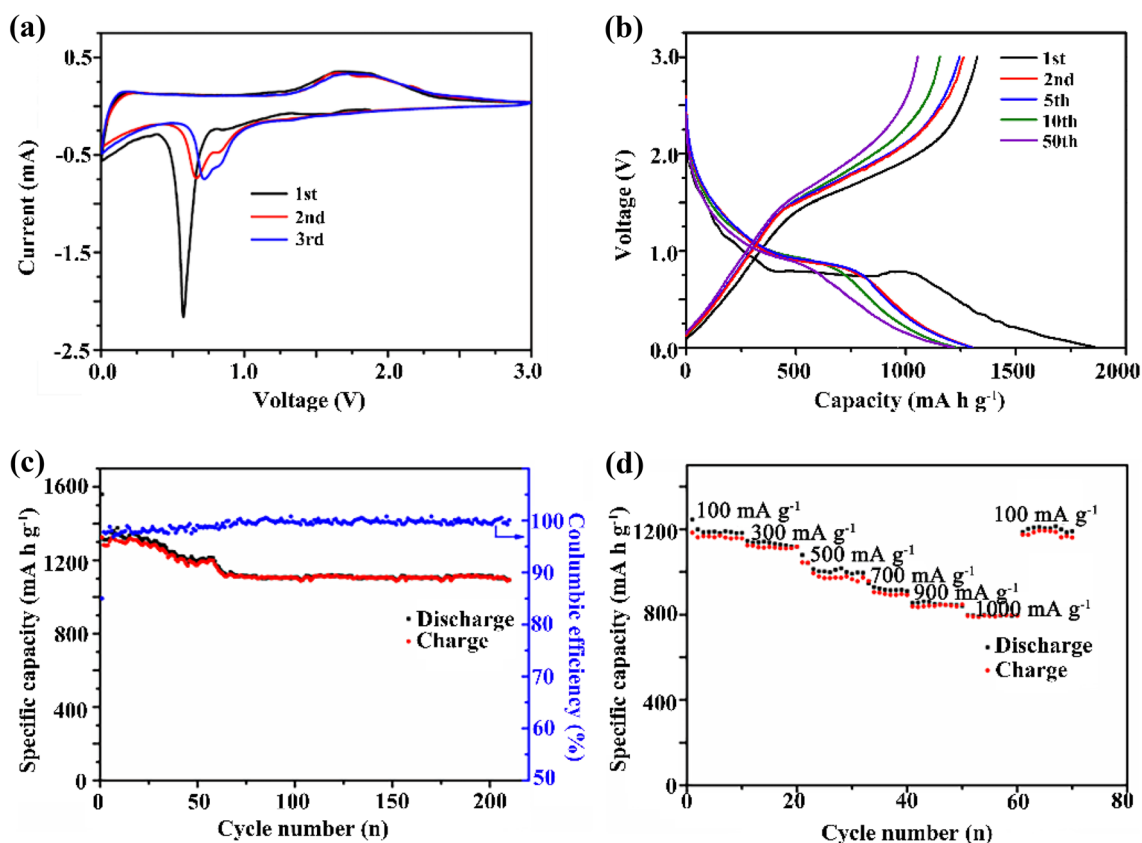 (a)
0.5
-0.5
-1.5
-2.5
Current (mA)
1st
2nd
3rd
0.0
1.0
2.0
3.0
Voltage (V)
(b)
3.0
2.0
1.0
0.0
Voltage (V)
1st
2nd
5th
10th
50th
0
500
1000
1500
2000
Capacity (mA h g⁻¹)
(c)
1600
1300
1100
800
400
0
Specific capacity (mA h g⁻¹)
Discharge
Charge
100
90
80
70
60
50
Coulumbic efficiency (%)
0
50
100
150
200
Cycle number (n)
(d)
1200
800
400
0
Specific capacity (mA h g⁻¹)
100 mA g⁻¹
300 mA g⁻¹
500 mA g⁻¹
700 mA g⁻¹
900 mA g⁻¹
1000 mA g⁻¹
100 mA g⁻¹
Discharge
Charge
0
20
40
60
80
Cycle number (n)